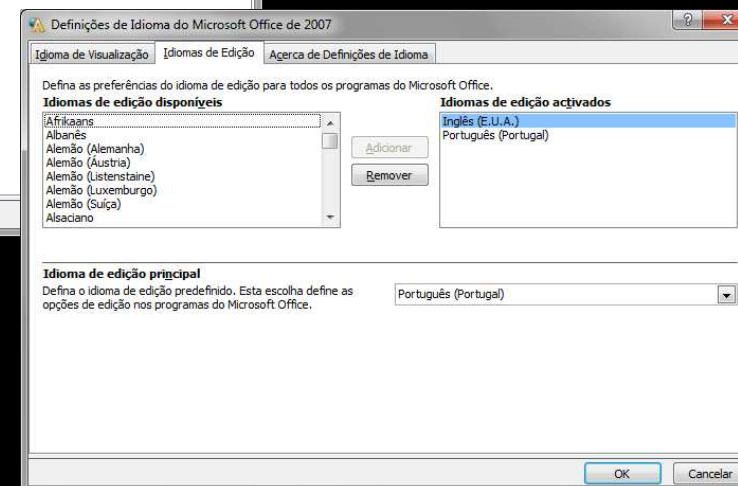 Definições de Idioma do Microsoft Office de 2007
Idioma de Visualização
Idiomas de Edição
Acerca de Definições de Idioma
Defina as preferências do idioma de edição para todos os programas do Microsoft Office.
Idiomas de edição disponíveis
Idiomas de edição activados
Afrikaans
Albanês
Alemão (Alemanha)
Alemão (Áustria)
Alemão (Listenstaine)
Alemão (Luxemburgo)
Alemão (Suíça)
Alsaciano
Adicionar
Remover
Inglês (E.U.A.)
Português (Portugal)
Idioma de edição principal
Defina o idioma de edição predefinido. Esta escolha define as
opções de edição nos programas do Microsoft Office.
Português (Portugal)
OK
Cancelar